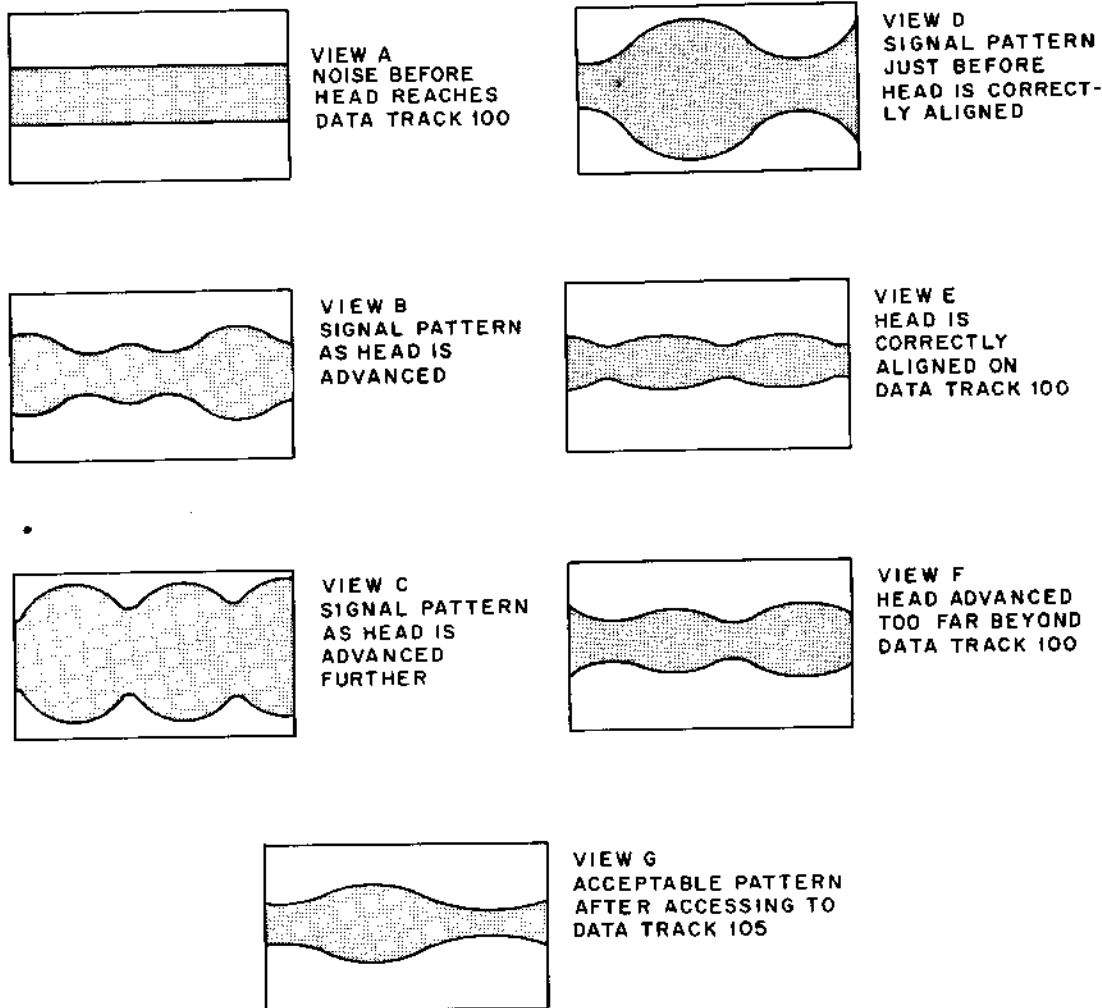 VIEW A
NOISE BEFORE
HEAD REACHES
DATA TRACK 100
VIEW D
SIGNAL PATTERN
JUST BEFORE
HEAD IS CORRECT-
LY ALIGNED
VIEW B
SIGNAL PATTERN
AS HEAD IS
ADVANCED
VIEW E
HEAD IS
CORRECTLY
ALIGNED ON
DATA TRACK 100
VIEW C
SIGNAL PATTERN
AS HEAD IS
ADVANCED
FURTHER
VIEW F
HEAD ADVANCED
TOO FAR BEYOND
DATA TRACK 100
VIEW G
ACCEPTABLE PATTERN
AFTER ACCESSING TO
DATA TRACK 105